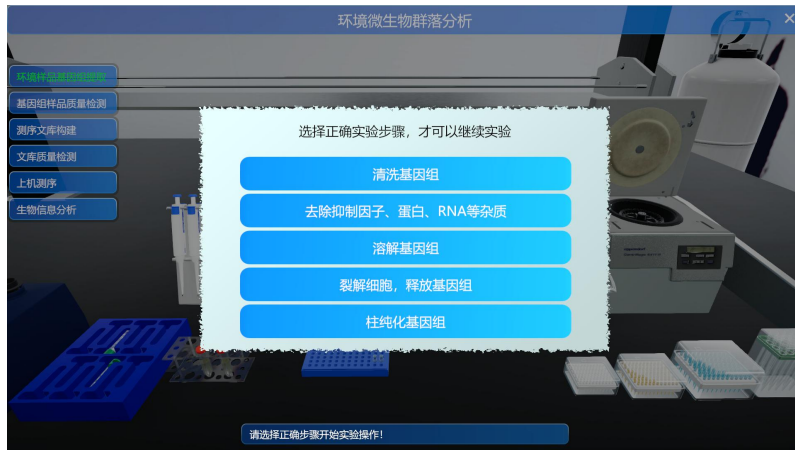 环境微生物群落分析
×
环境样品基因组提取
基因组样品质量检测
测序文库构建
文库质量检测
上机测序
生物信息分析
选择正确实验步骤，才可以继续实验
清洗基因组
去除抑制因子、蛋白、RNA等杂质
溶解基因组
裂解细胞，释放基因组
柱纯化基因组
请选择正确步骤开始实验操作!